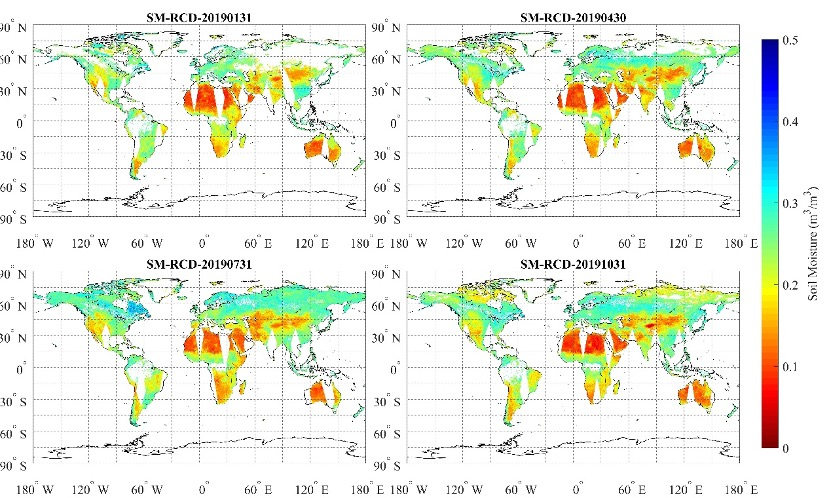 SM-RCD-20190131
90° N
60° N
30° N
0°
30° S
60° S
90° S
180° W 120° W 60° W 0° 60° E 120° E 180° E
SM-RCD-20190430
90° N
60° N
30° N
0°
30° S
60° S
90° S
180° W 120° W 60° W 0° 60° E 120° E 180° E
SM-RCD-20190731
90° N
60° N
30° N
0°
30° S
60° S
90° S
180° W 120° W 60° W 0° 60° E 120° E 180° E
SM-RCD-20191031
90° N
60° N
30° N
0°
30° S
60° S
90° S
180° W 120° W 60° W 0° 60° E 120° E 180° E
0.5
0.4
0.3
0.2
0.1
0
Soil Moisture (m³/m³)